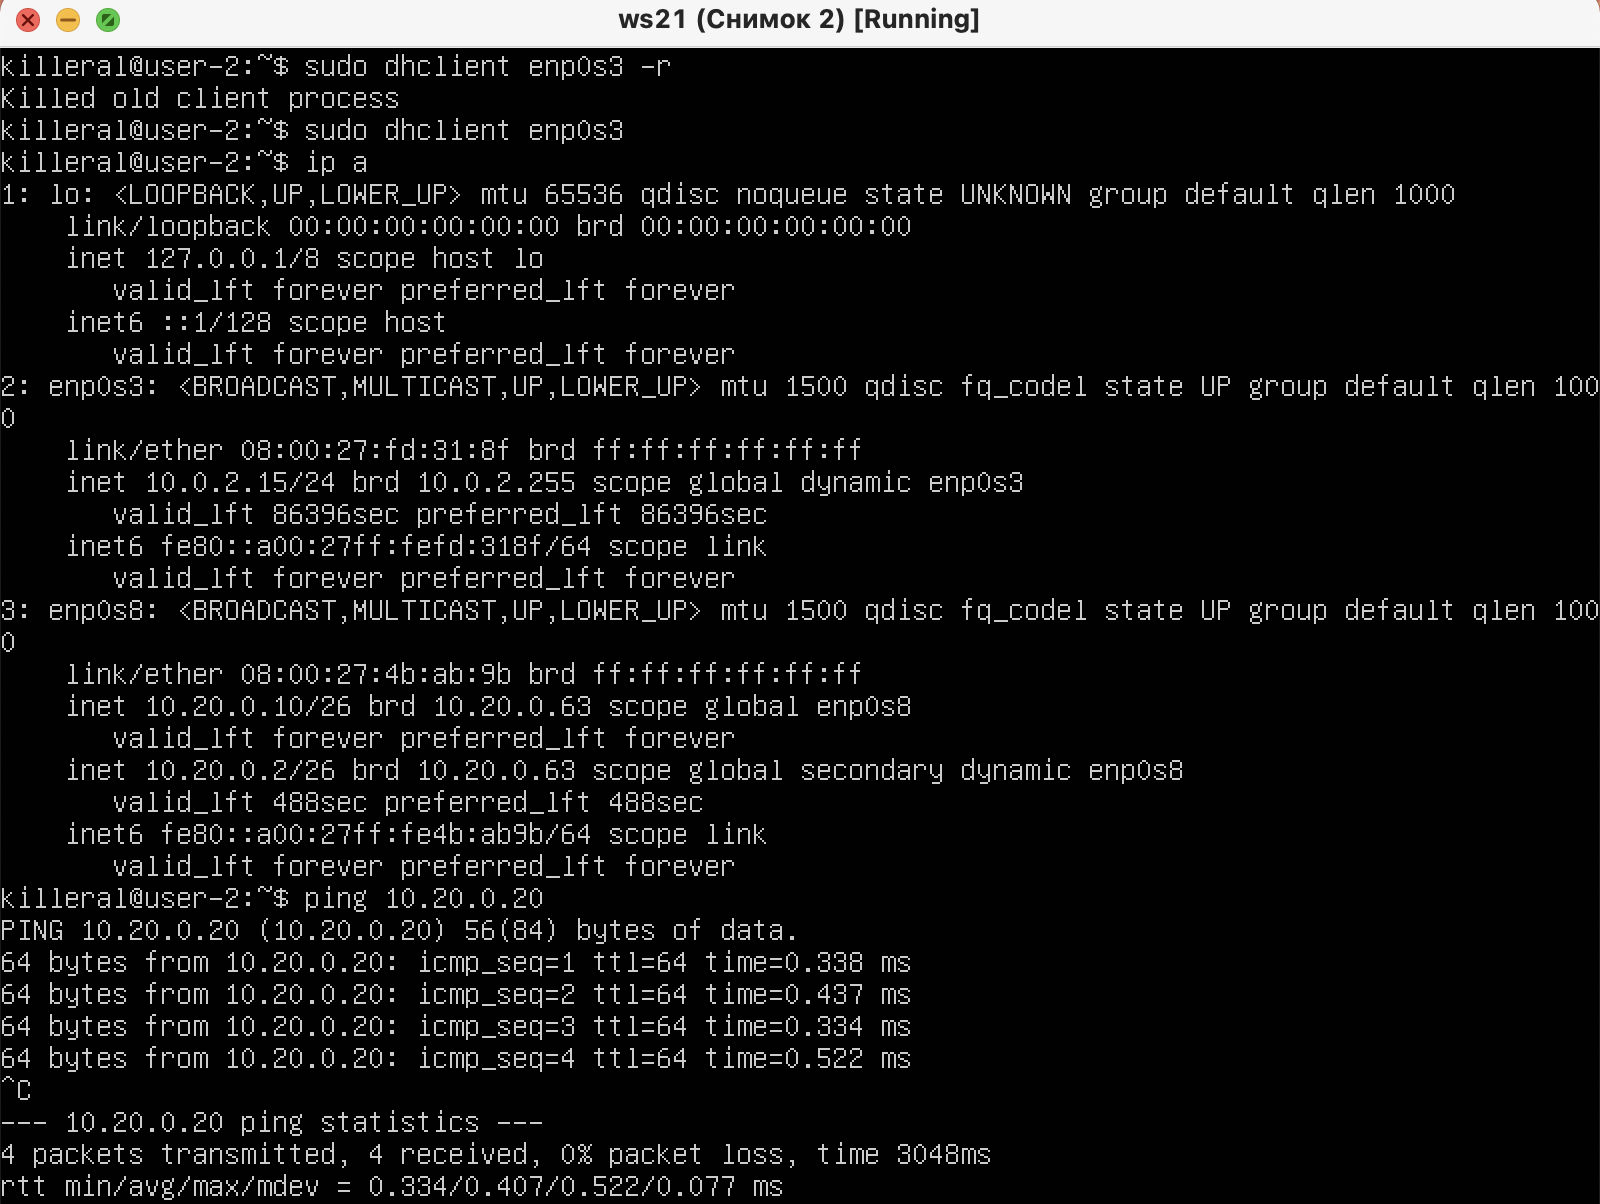 ws21 (Снимок 2) [Running]
killeral@user-2:~$ sudo dhclient enp0s3 -r
Killed old client process
killeral@user-2:~$ sudo dhclient enp0s3
killeral@user-2:~$ ip a
1: lo: <LOOPBACK,UP,LOWER_UP> mtu 65536 qdisc noqueue state UNKNOWN group default qlen 1000
    link/loopback 00:00:00:00:00:00 brd 00:00:00:00:00:00
    inet 127.0.0.1/8 scope host lo
       valid_lft forever preferred_lft forever
    inet6 ::1/128 scope host
       valid_lft forever preferred_lft forever
2: enp0s3: <BROADCAST,MULTICAST,UP,LOWER_UP> mtu 1500 qdisc fq_codel state UP group default qlen 100
0
    link/ether 08:00:27:fd:31:8f brd ff:ff:ff:ff:ff:ff
    inet 10.0.2.15/24 brd 10.0.2.255 scope global dynamic enp0s3
       valid_lft 86396sec preferred_lft 86396sec
    inet6 fe80::a00:27ff:fefd:318f/64 scope link
       valid_lft forever preferred_lft forever
3: enp0s8: <BROADCAST,MULTICAST,UP,LOWER_UP> mtu 1500 qdisc fq_codel state UP group default qlen 100
0
    link/ether 08:00:27:4b:ab:9b brd ff:ff:ff:ff:ff:ff
    inet 10.20.0.10/26 brd 10.20.0.63 scope global enp0s8
       valid_lft forever preferred_lft forever
    inet 10.20.0.2/26 brd 10.20.0.63 scope global secondary dynamic enp0s8
       valid_lft 488sec preferred_lft 488sec
    inet6 fe80::a00:27ff:fe4b:ab9b/64 scope link
       valid_lft forever preferred_lft forever
killeral@user-2:~$ ping 10.20.0.20
PING 10.20.0.20 (10.20.0.20) 56(84) bytes of data.
64 bytes from 10.20.0.20: icmp_seq=1 ttl=64 time=0.338 ms
64 bytes from 10.20.0.20: icmp_seq=2 ttl=64 time=0.437 ms
64 bytes from 10.20.0.20: icmp_seq=3 ttl=64 time=0.334 ms
64 bytes from 10.20.0.20: icmp_seq=4 ttl=64 time=0.522 ms
^C
--- 10.20.0.20 ping statistics ---
4 packets transmitted, 4 received, 0% packet loss, time 3048ms
rtt min/avg/max/mdev = 0.334/0.407/0.522/0.077 ms